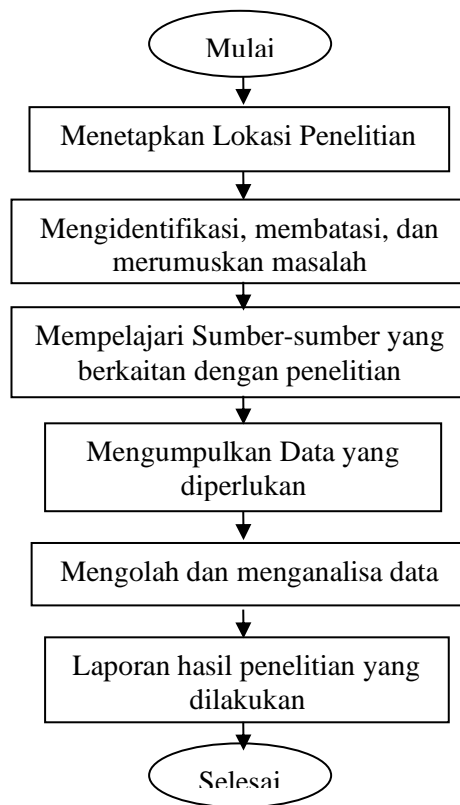 Mulai
Menetapkan Lokasi Penelitian
Mengidentifikasi, membatasi, dan
merumuskan masalah
Mempelajari Sumber-sumber yang
berkaitan dengan penelitian
Mengumpulkan Data yang
diperlukan
Mengolah dan menganalisa data
Laporan hasil penelitian yang
dilakukan
Selesai